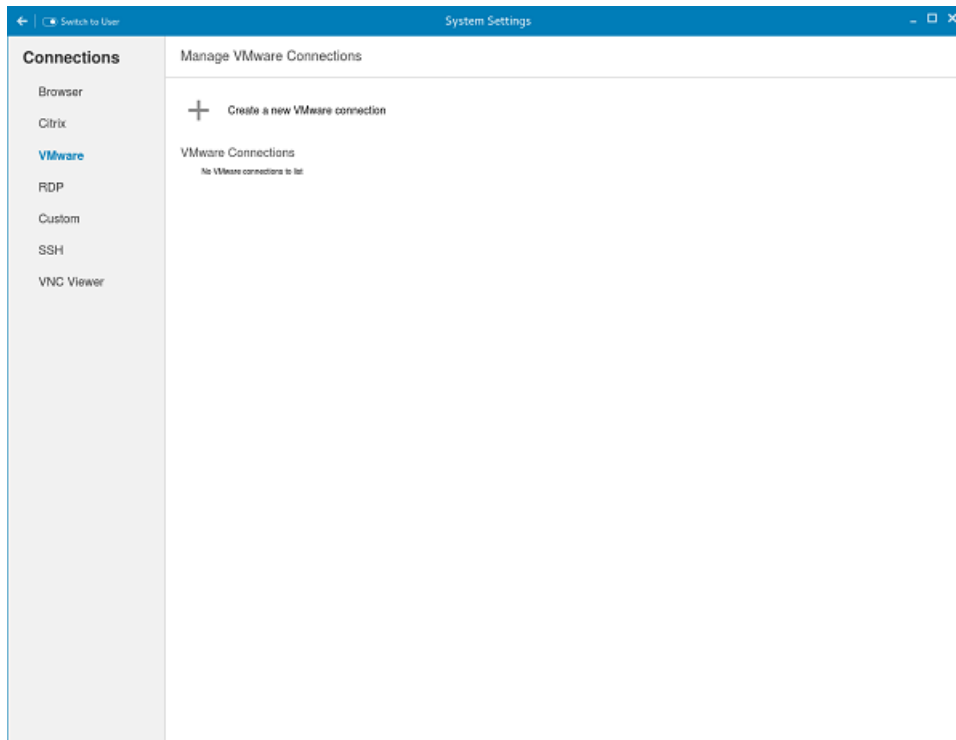 Switch to User
System Settings
Connections
Manage VMware Connections
Browser
Create a new VMware connection
Citrix
VMware
VMware Connections
No VMware connections to list
RDP
Custom
SSH
VNC Viewer